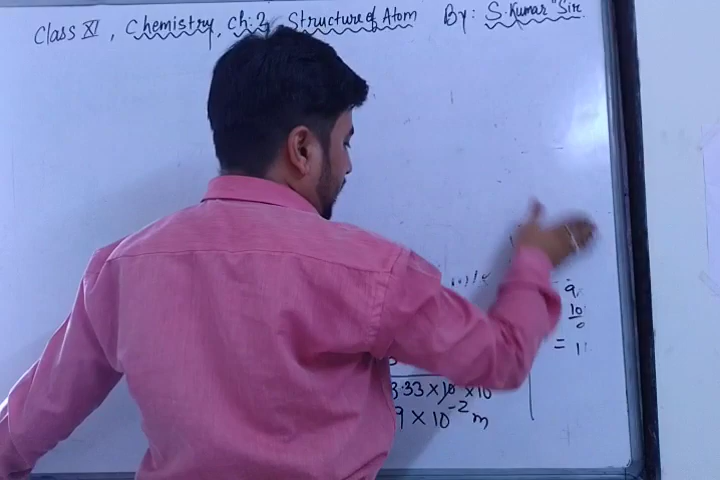 Class XI, Chemistry, Ch:2, Structure of Atom By: S. Kumar "Sir"
9
10
= 1
3.33 × 10 × 10
9 × 10⁻² m